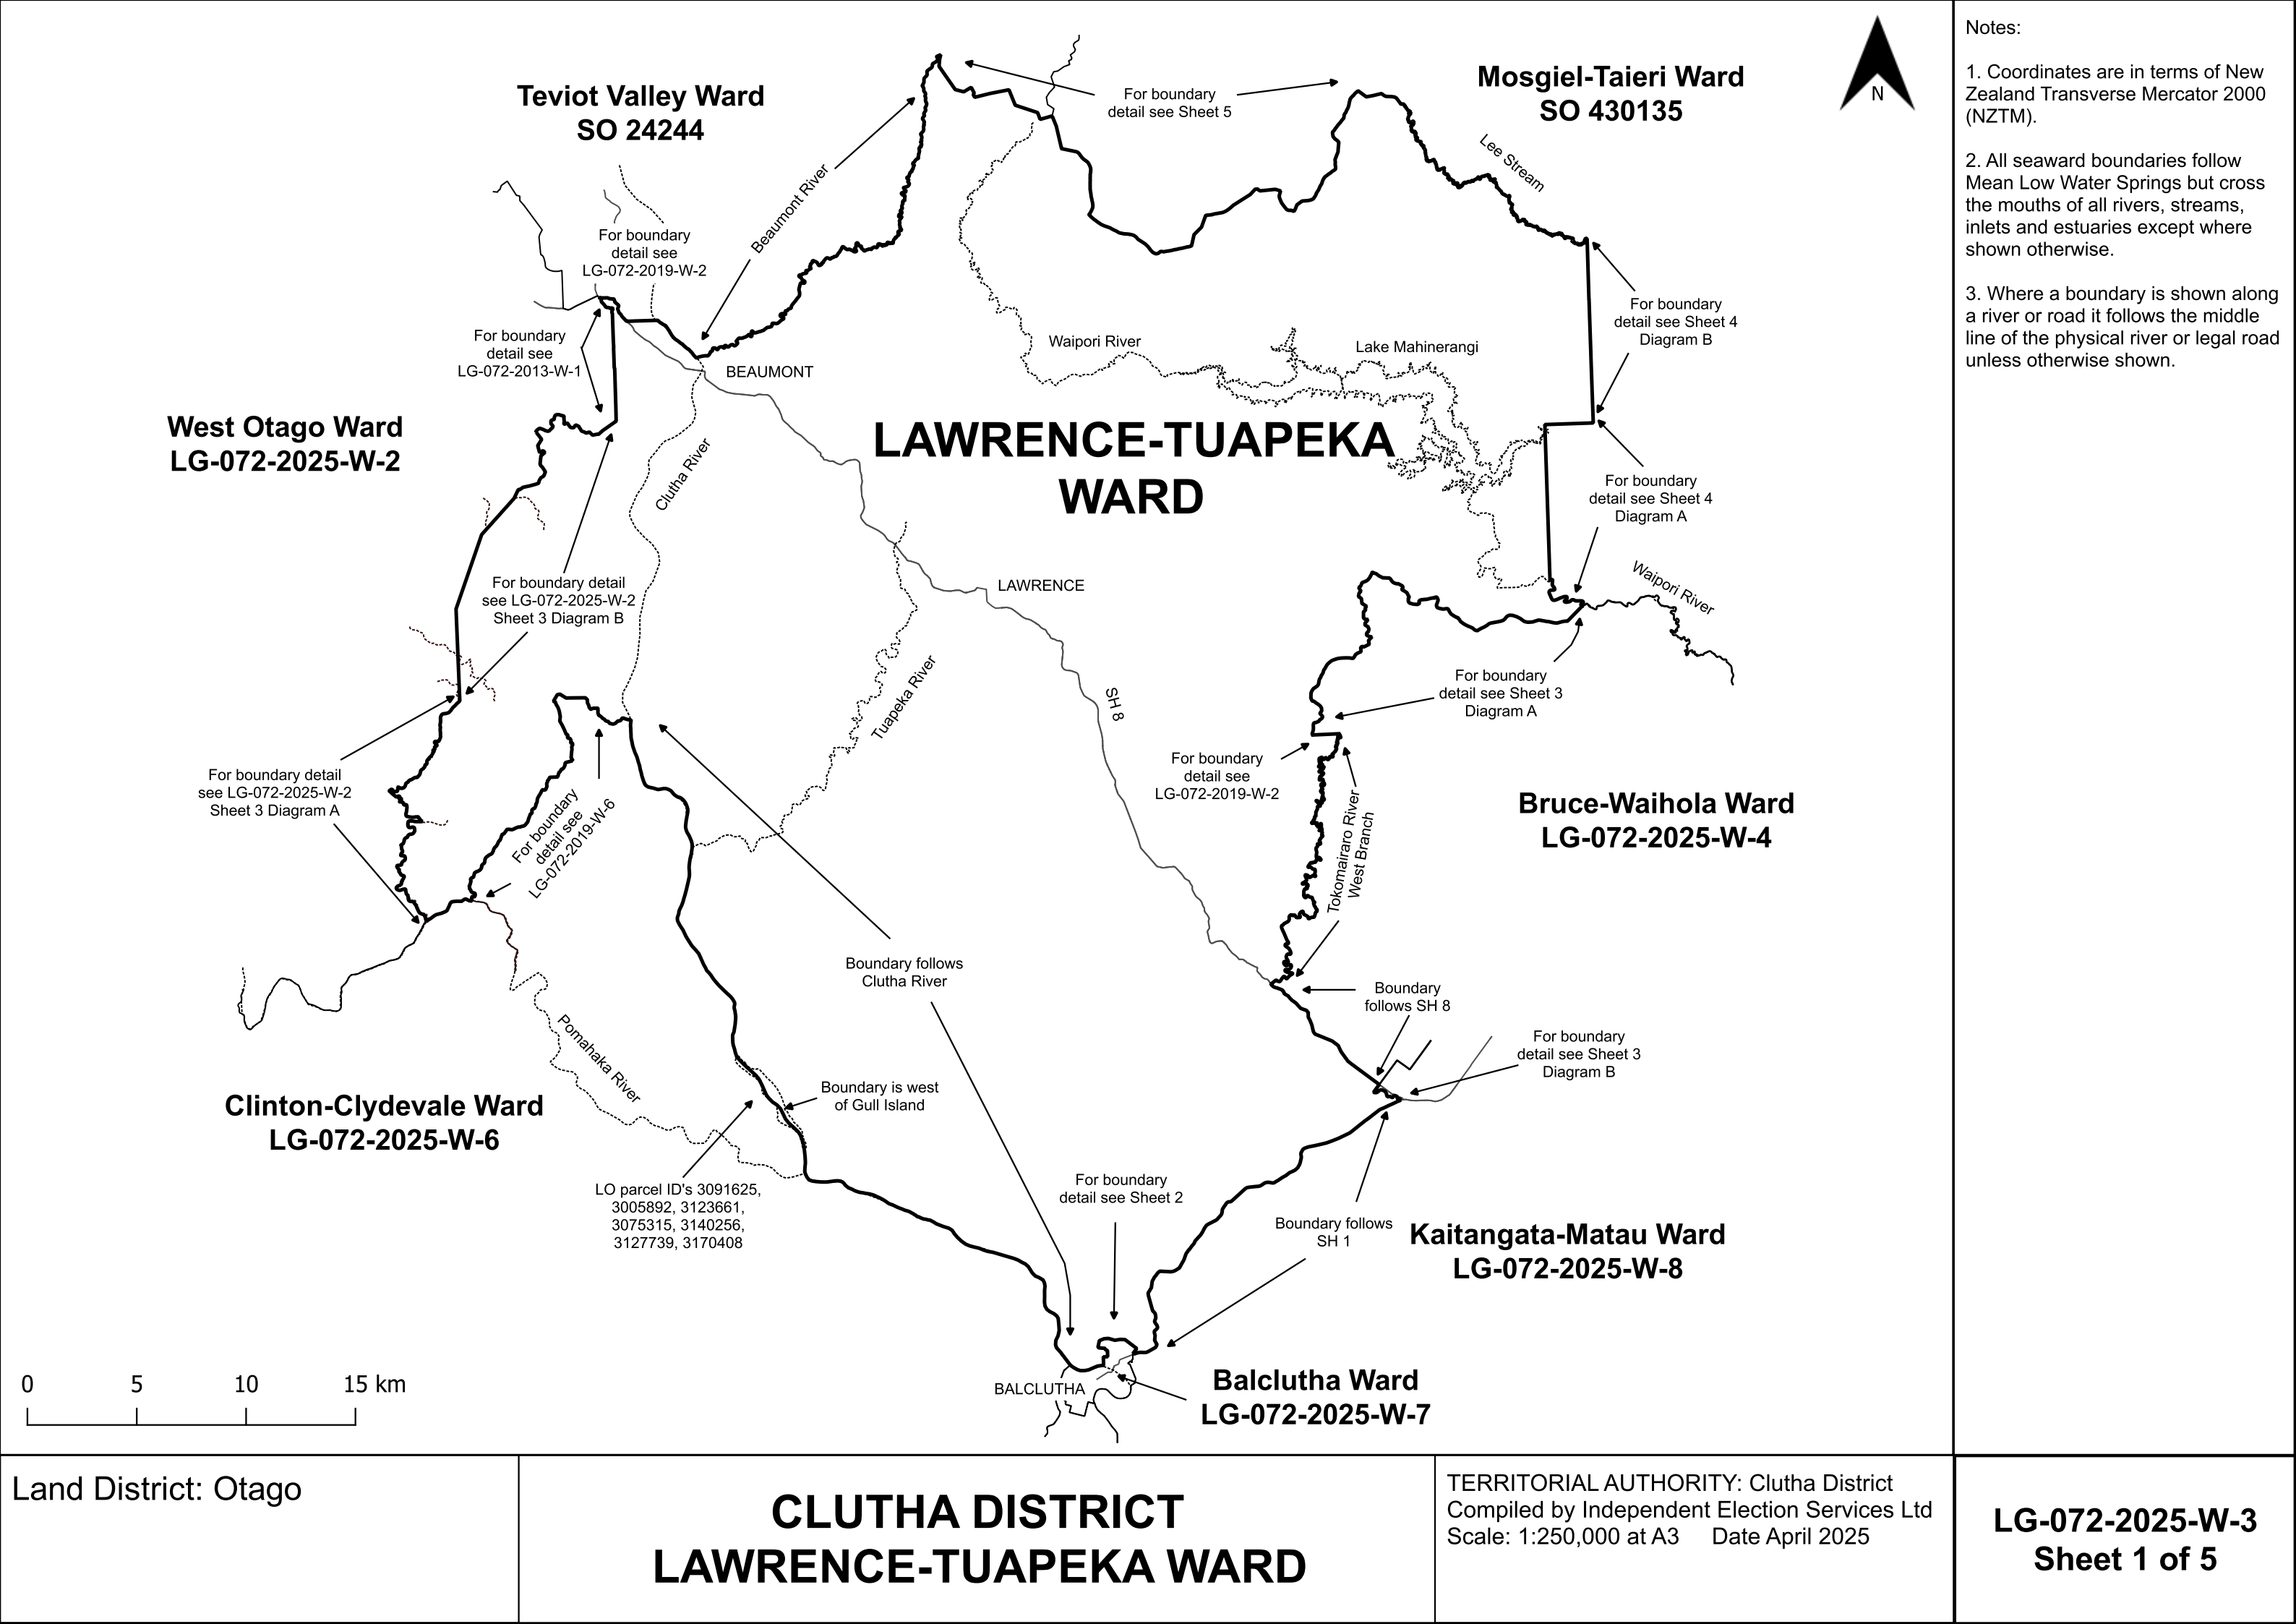 Teviot Valley Ward
SO 24244
For boundary
detail see Sheet 5
Mosgiel-Taieri Ward
SO 430135
N
Lee Stream
Beaumont River
For boundary
detail see
LG-072-2019-W-2
For boundary
detail see
LG-072-2013-W-1
BEAUMONT
Waipori River
Lake Mahinerangi
For boundary
detail see Sheet 4
Diagram B
West Otago Ward
LG-072-2025-W-2
LAWRENCE-TUAPEKA
WARD
Clutha River
For boundary
detail see Sheet 4
Diagram A
For boundary detail
see LG-072-2025-W-2
Sheet 3 Diagram B
LAWRENCE
Waipori River
Tuapeka River
SH 8
For boundary
detail see Sheet 3
Diagram A
For boundary detail
see LG-072-2025-W-2
Sheet 3 Diagram A
For boundary
detail see
LG-072-2019-W-6
For boundary
detail see
LG-072-2019-W-2
Tokomairaro River
West Branch
Bruce-Waihola Ward
LG-072-2025-W-4
Boundary follows
Clutha River
Boundary
follows SH 8
For boundary
detail see Sheet 3
Diagram B
Pomahaka River
Clinton-Clydevale Ward
LG-072-2025-W-6
Boundary is west
of Gull Island
LO parcel ID's 3091625,
3005892, 3123661,
3075315, 3140256,
3127739, 3170408
For boundary
detail see Sheet 2
Boundary follows
SH 1
Kaitangata-Matau Ward
LG-072-2025-W-8
BALCLUTHA
Balclutha Ward
LG-072-2025-W-7
0 5 10 15 km
Notes:
1. Coordinates are in terms of New
Zealand Transverse Mercator 2000
(NZTM).
2. All seaward boundaries follow
Mean Low Water Springs but cross
the mouths of all rivers, streams,
inlets and estuaries except where
shown otherwise.
3. Where a boundary is shown along
a river or road it follows the middle
line of the physical river or legal road
unless otherwise shown.
Land District: Otago
CLUTHA DISTRICT
LAWRENCE-TUAPEKA WARD
TERRITORIAL AUTHORITY: Clutha District
Compiled by Independent Election Services Ltd
Scale: 1:250,000 at A3 Date April 2025
LG-072-2025-W-3
Sheet 1 of 5